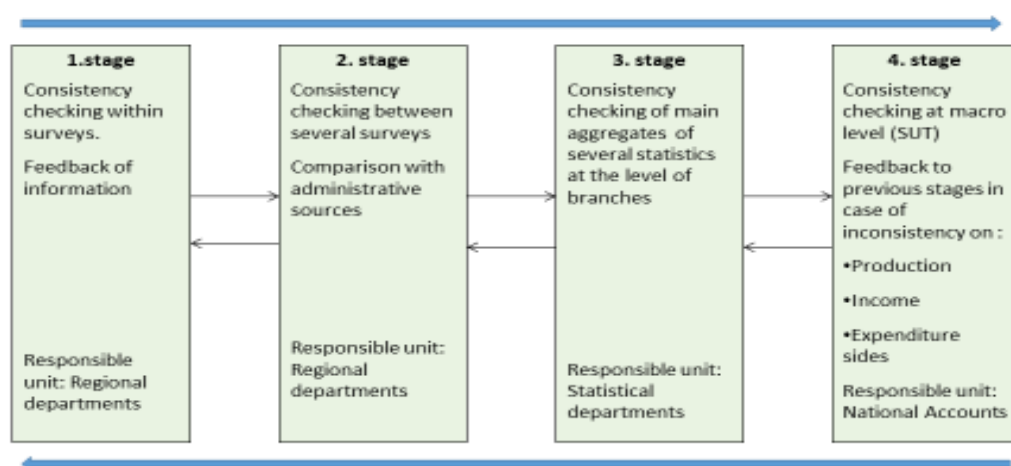 1.stage
Consistency
checking within
surveys.
Feedback of
information
Responsible
unit: Regional
departments
2. stage
Consistency
checking between
several surveys
Comparison with
administrative
sources
Responsible unit:
Regional
departments
3. stage
Consistency
checking of main
aggregates of
several statistics
at the level of
branches
Responsible unit:
Statistical
departments
4. stage
Consistency
checking at macro
level (SUT)
Feedback to
previous stages in
case of
inconsistency on :
•Production
•Income
•Expenditure
sides
Responsible unit:
National Accounts